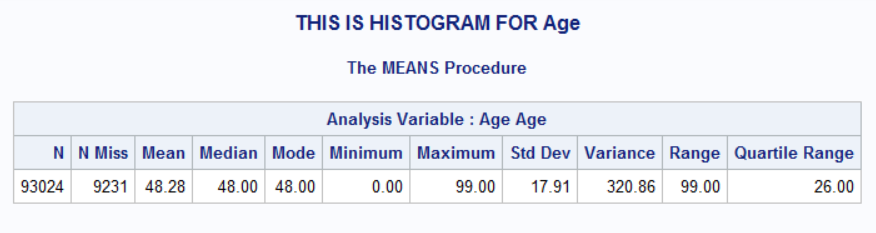 THIS IS HISTOGRAM FOR Age
The MEANS Procedure
Analysis Variable : Age Age
N N Miss Mean Median Mode Minimum Maximum Std Dev Variance Range Quartile Range
93024 9231 48.28 48.00 48.00 0.00 99.00 17.91 320.86 99.00 26.00